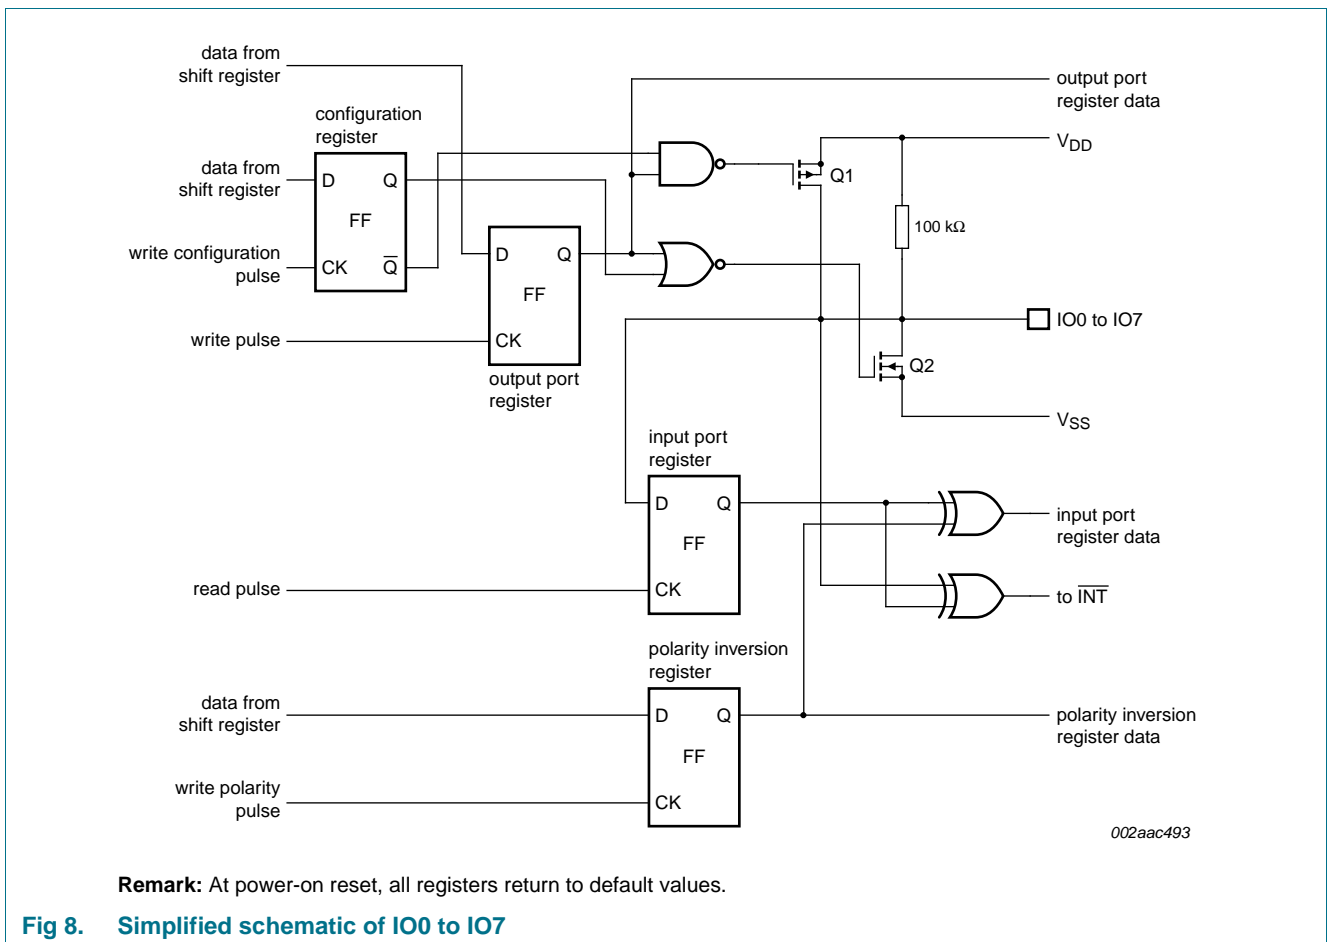 data from
shift register
output port
register data
configuration
register
V_DD
data from
shift register
D Q
Q1
FF
100 kΩ
write configuration
pulse
CK Q̅
D Q
FF
IO0 to IO7
write pulse
CK
Q2
output port
register
V_SS
input port
register
D Q
input port
register data
FF
read pulse
CK
to I̅N̅T̅
polarity inversion
register
data from
shift register
D Q
polarity inversion
register data
FF
write polarity
pulse
CK
002aac493
Remark: At power-on reset, all registers return to default values.
Fig 8. Simplified schematic of IO0 to IO7